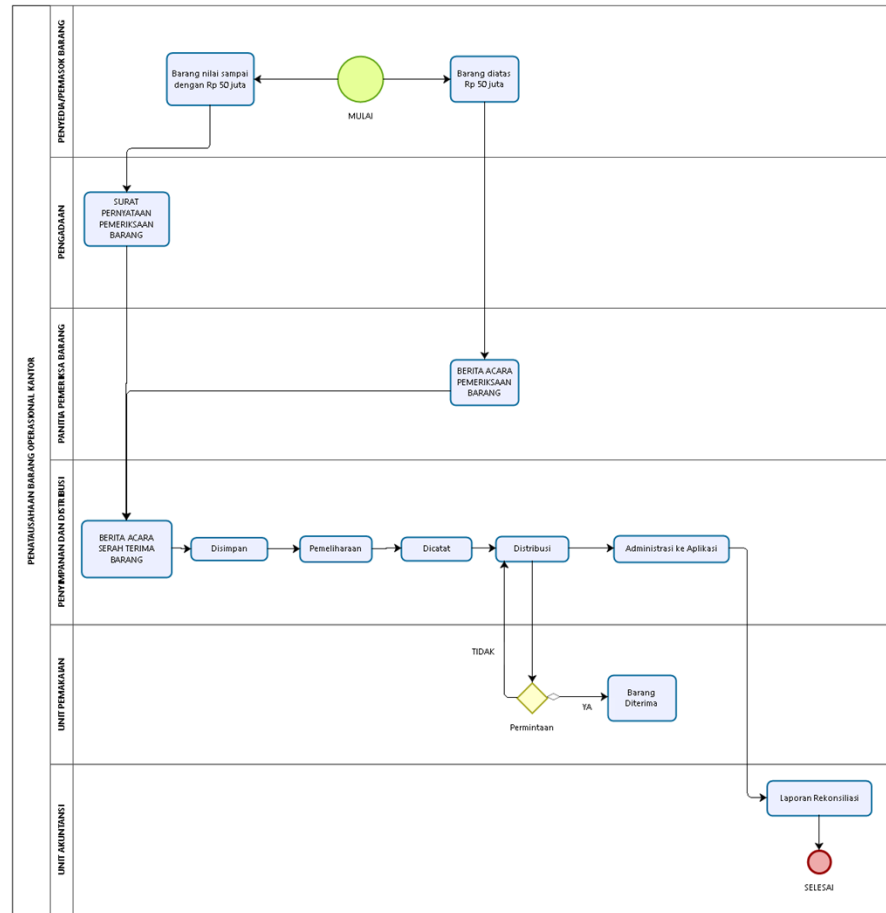 PENATAUSAHAAN BARANG OPERASIONAL KANTOR
PENYEDIA/PEMASOK BARANG
Barang nilai sampai
dengan Rp 50 juta
MULAI
Barang diatas
Rp 50 juta
PENGADAAN
SURAT
PERNYATAAN
PEMERIKSAAN
BARANG
PANITIA PEMERIKSA BARANG
BERITA ACARA
PEMERIKSAAN
BARANG
PENYIMPANAN DAN DISTRIBUSI
BERITA ACARA
SERAH TERIMA
BARANG
Disimpan
Pemeliharaan
Dicatat
Distribusi
Administrasi ke Aplikasi
UNIT PEMAKAIAN
TIDAK
Permintaan
YA
Barang
Diterima
UNIT AKUNTANSI
Laporan Rekonsiliasi
SELESAI